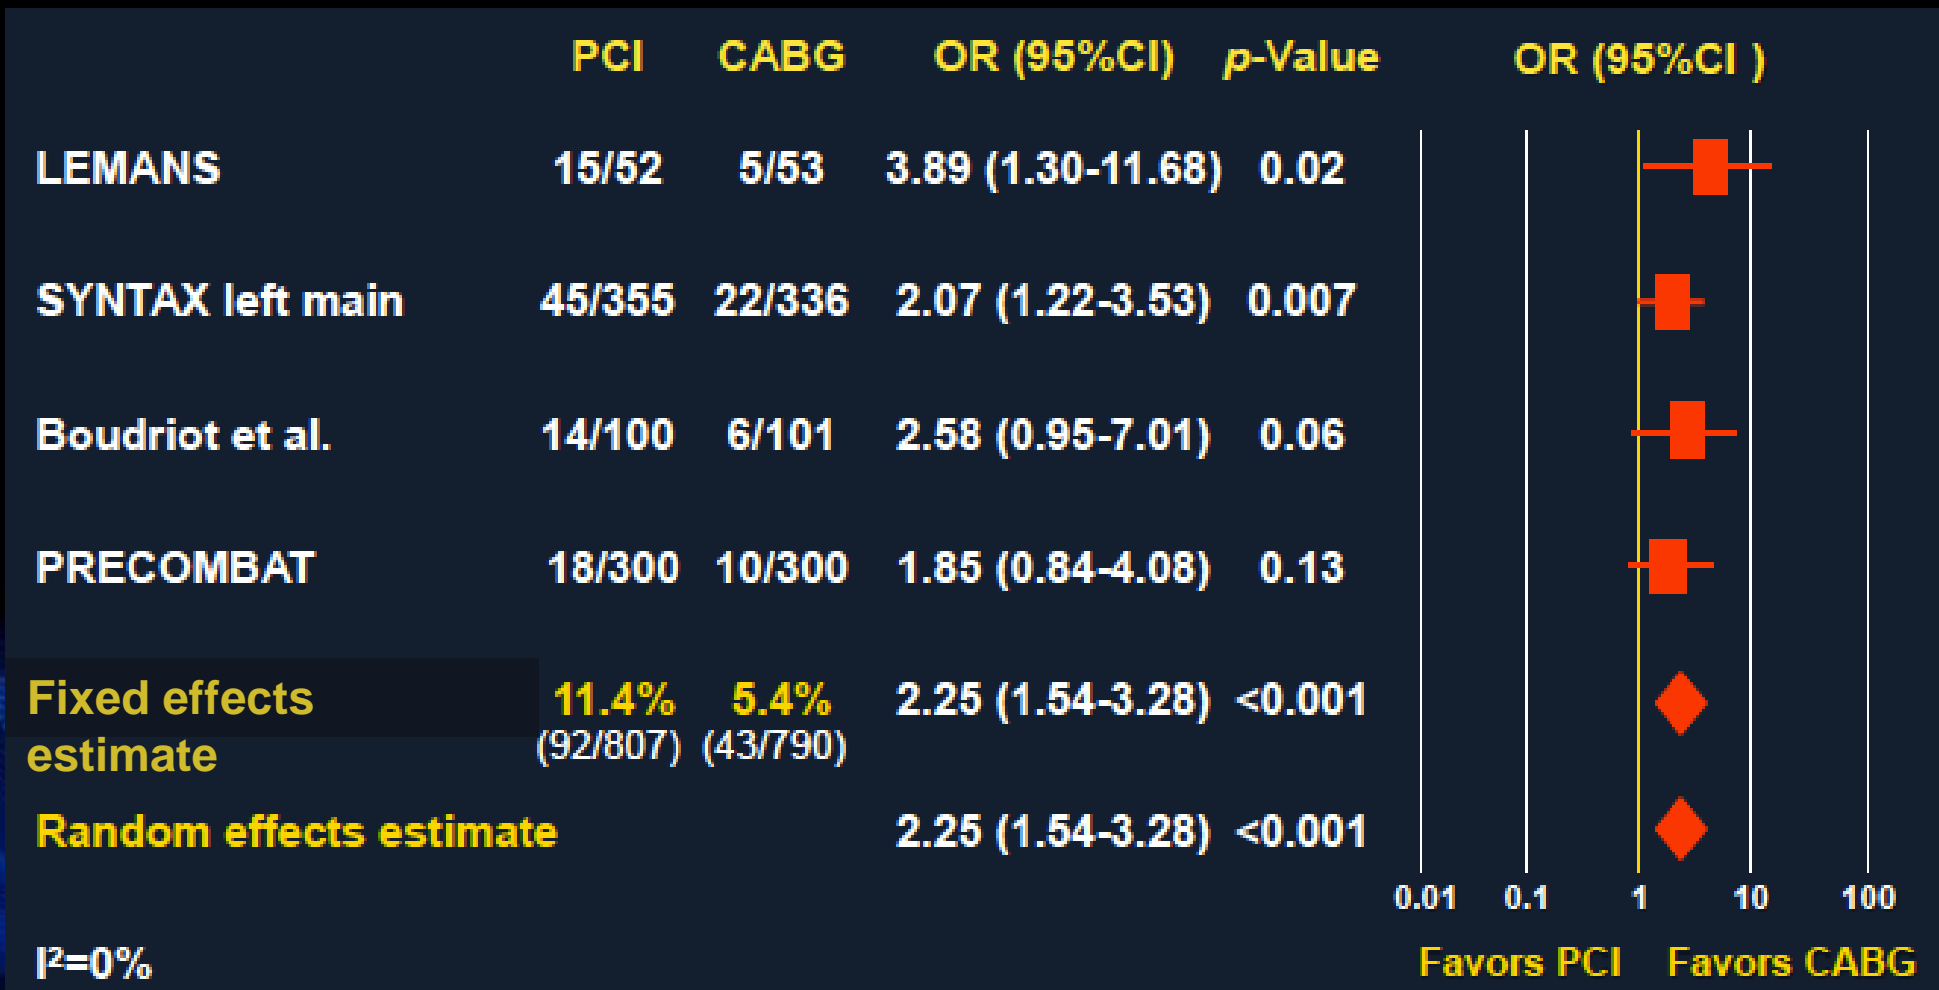 PCI CABG OR (95%CI) p-Value OR (95%CI )
LEMANS 15/52 5/53 3.89 (1.30-11.68) 0.02
SYNTAX left main 45/355 22/336 2.07 (1.22-3.53) 0.007
Boudriot et al. 14/100 6/101 2.58 (0.95-7.01) 0.06
PRECOMBAT 18/300 10/300 1.85 (0.84-4.08) 0.13
Fixed effects 11.4% 5.4% 2.25 (1.54-3.28) <0.001
estimate (92/807) (43/790)
Random effects estimate 2.25 (1.54-3.28) <0.001
0.01 0.1 1 10 100
I²=0% Favors PCI Favors CABG